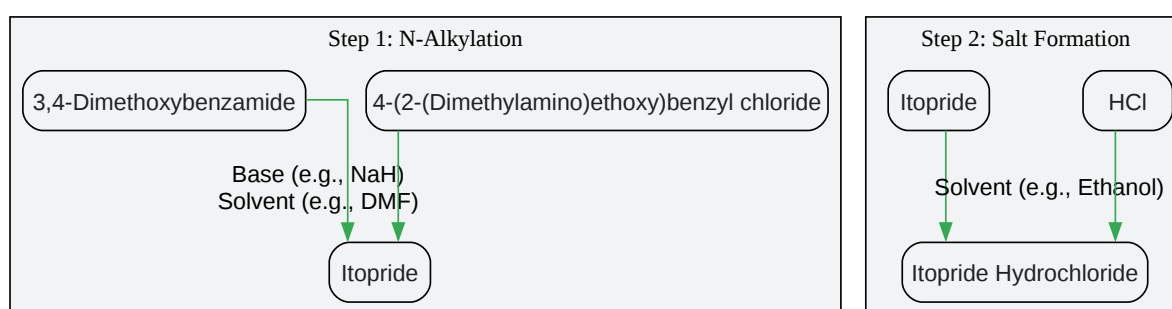 Step 1: N-Alkylation
3,4-Dimethoxybenzamide
4-(2-(Dimethylamino)ethoxy)benzyl chloride
Base (e.g., NaH)
Solvent (e.g., DMF)
Itopride
Step 2: Salt Formation
Itopride
HCl
Solvent (e.g., Ethanol)
Itopride Hydrochloride